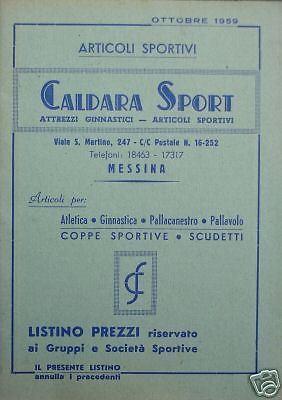 OTTOBRE 1959
ARTICOLI SPORTIVI
CALDARA SPORT
ATTREZZI GINNASTICI — ARTICOLI SPORTIVI
Viale S. Martino, 247 - C/C Postale N. 16-252
Telefoni: 18463 - 17317
MESSINA
Articoli per:
Atletica • Ginnastica • Pallacanestro • Pallavolo
COPPE SPORTIVE • SCUDETTI
CS
LISTINO PREZZI riservato
ai Gruppi e Società Sportive
IL PRESENTE LISTINO
annulla i precedenti